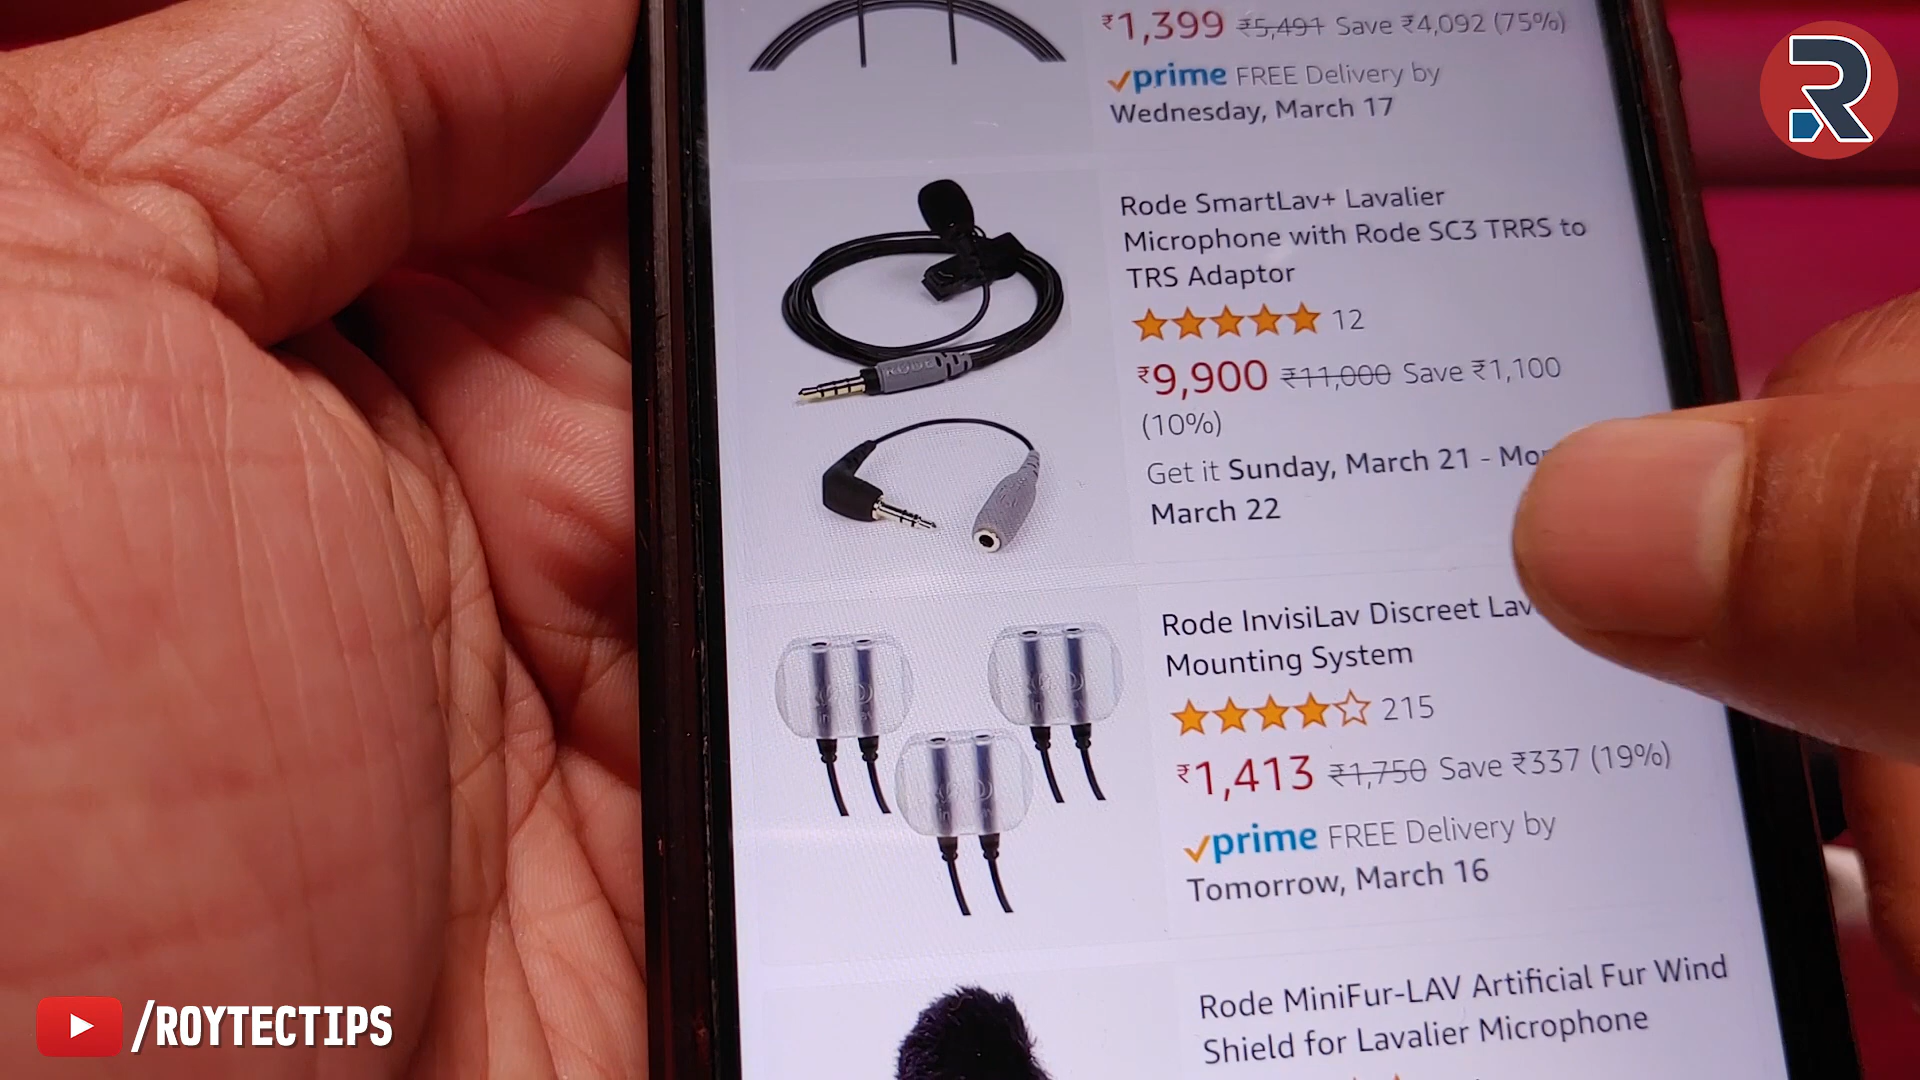 ₹1,399 ₹5,491 Save ₹4,092 (75%)
prime FREE Delivery by
Wednesday, March 17
Rode SmartLav+ Lavalier
Microphone with Rode SC3 TRRS to
TRS Adaptor
12
₹9,900 ₹11,000 Save ₹1,100
(10%)
Get it Sunday, March 21 -
March 22
RODE
Rode InvisiLav Discreet
Mounting System
215
₹1,413 ₹1,750 Save ₹337 (19%)
prime FREE Delivery by
Tomorrow, March 16
Rode MiniFur-LAV Artificial Fur Wind
Shield for Lavalier Microphone
R
/ROYTECTIPS